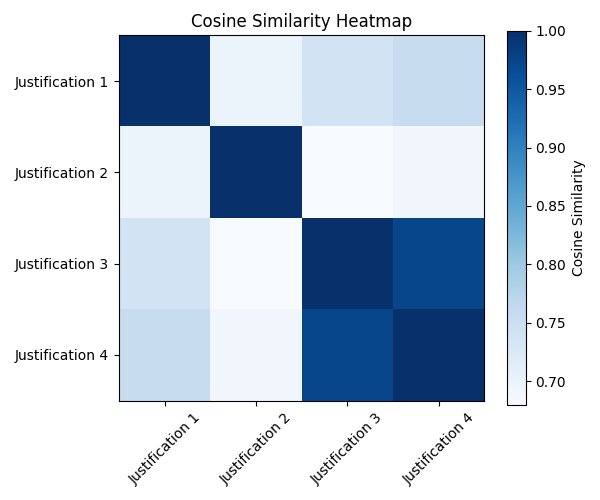 Cosine Similarity Heatmap
Justification 1
Justification 2
Justification 3
Justification 4
Justification 1
Justification 2
Justification 3
Justification 4
1.00
0.95
0.90
0.85
0.80
0.75
0.70
Cosine Similarity